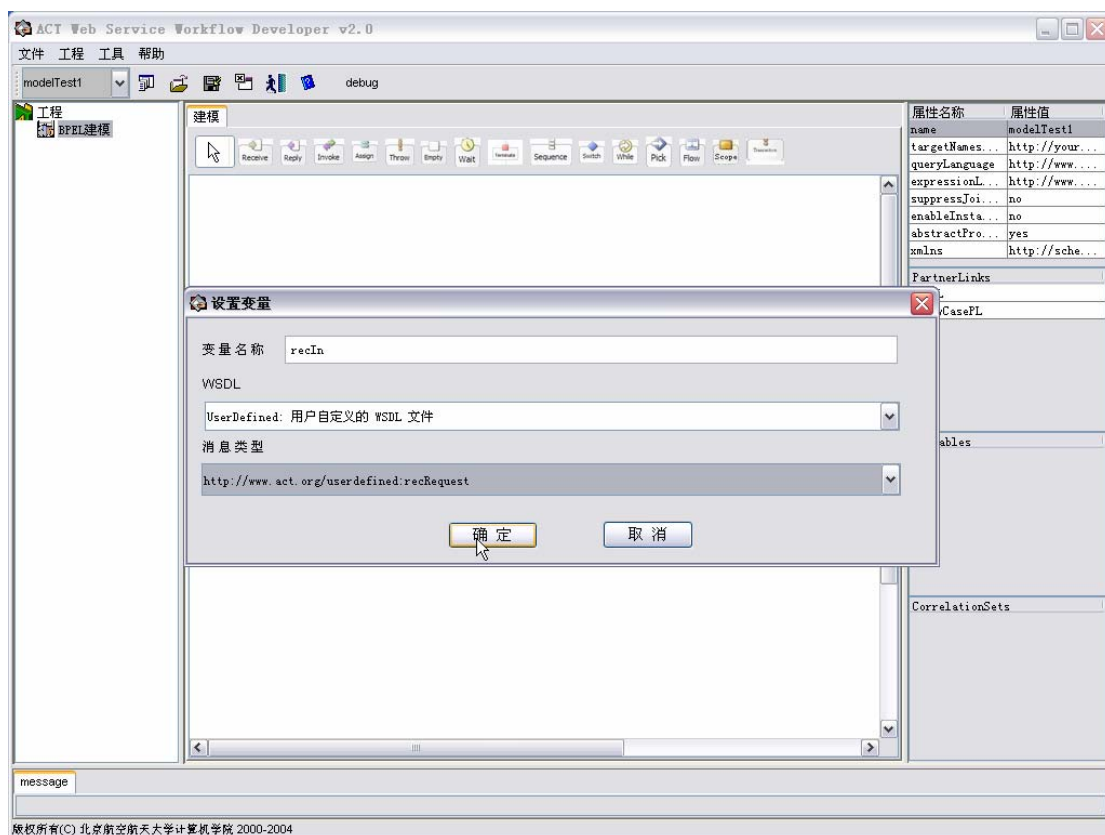 ACT Web Service Workflow Developer v2.0
文件 工程 工具 帮助
modelTest1 debug
工程
BPEL建模
建模
Receive Reply Invoke Assign Throw Empty Wait Terminate Sequence Switch While Pick Flow Scope
属性名称 属性值
name modelTest1
targetNames... http://your...
queryLanguage http://www....
expressionL... http://www....
suppressJoi... no
enableInsta... no
abstractPro... yes
xmlns http://sche...
PartnerLinks
CasePL
ables
CorrelationSets
设置变量
变量名称 recIn
WSDL
UserDefined: 用户自定义的 WSDL 文件
消息类型
http://www.act.org/userdefined:recRequest
确定 取消
message
版权所有(C) 北京航空航天大学计算机学院 2000-2004